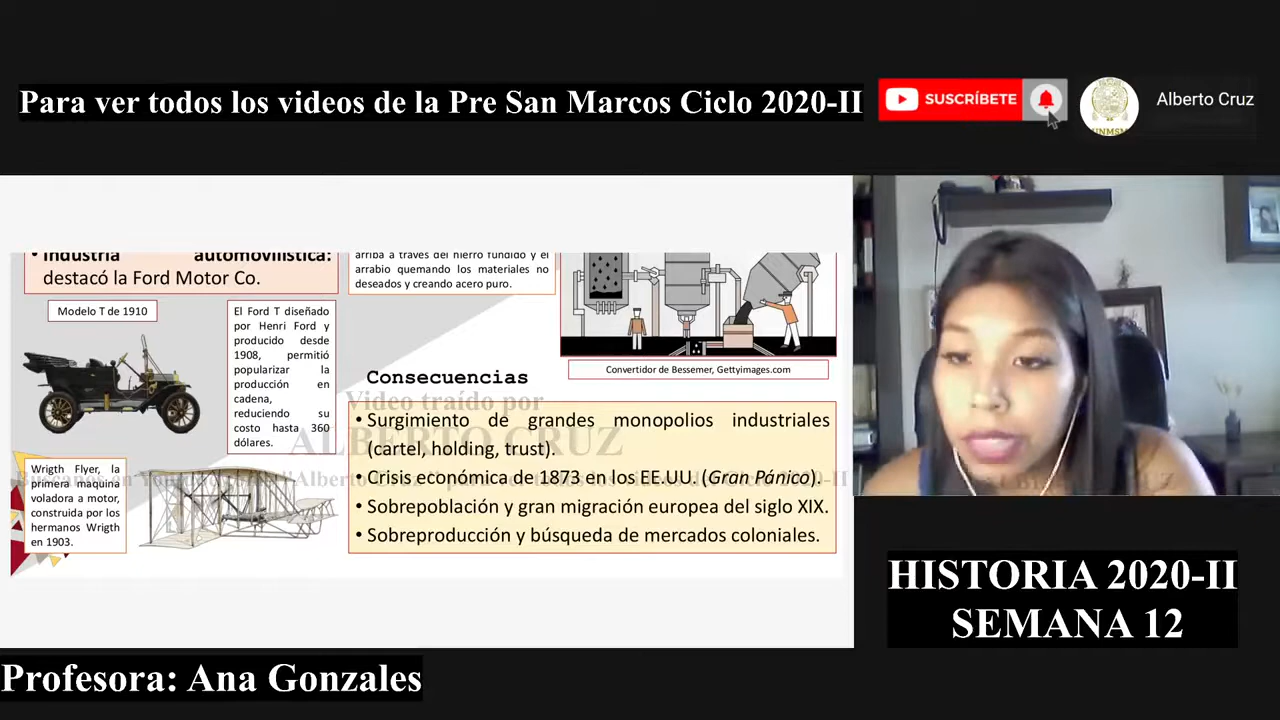 Para ver todos los videos de la Pre San Marcos Ciclo 2020-II
SUSCRÍBETE
Alberto Cruz
UNMSM
• Industria automovilística:
destacó la Ford Motor Co.
arriba a través del hierro fundido y el
arrabio quemando los materiales no
deseados y creando acero puro.
Modelo T de 1910
El Ford T diseñado
por Henri Ford y
producido desde
1908, permitió
popularizar la
producción en
cadena,
reduciendo su
costo hasta 360
dólares.
Convertidor de Bessemer, Gettyimages.com
Consecuencias
Video traído por
ALBERTO CRUZ
• Surgimiento de grandes monopolios industriales
(cartel, holding, trust).
• Crisis económica de 1873 en los EE.UU. (Gran Pánico).
• Sobrepoblación y gran migración europea del siglo XIX.
• Sobreproducción y búsqueda de mercados coloniales.
Wrigth Flyer, la
primera maquina
voladora a motor,
construida por los
hermanos Wrigth
en 1903.
HISTORIA 2020-II
SEMANA 12
Profesora: Ana Gonzales